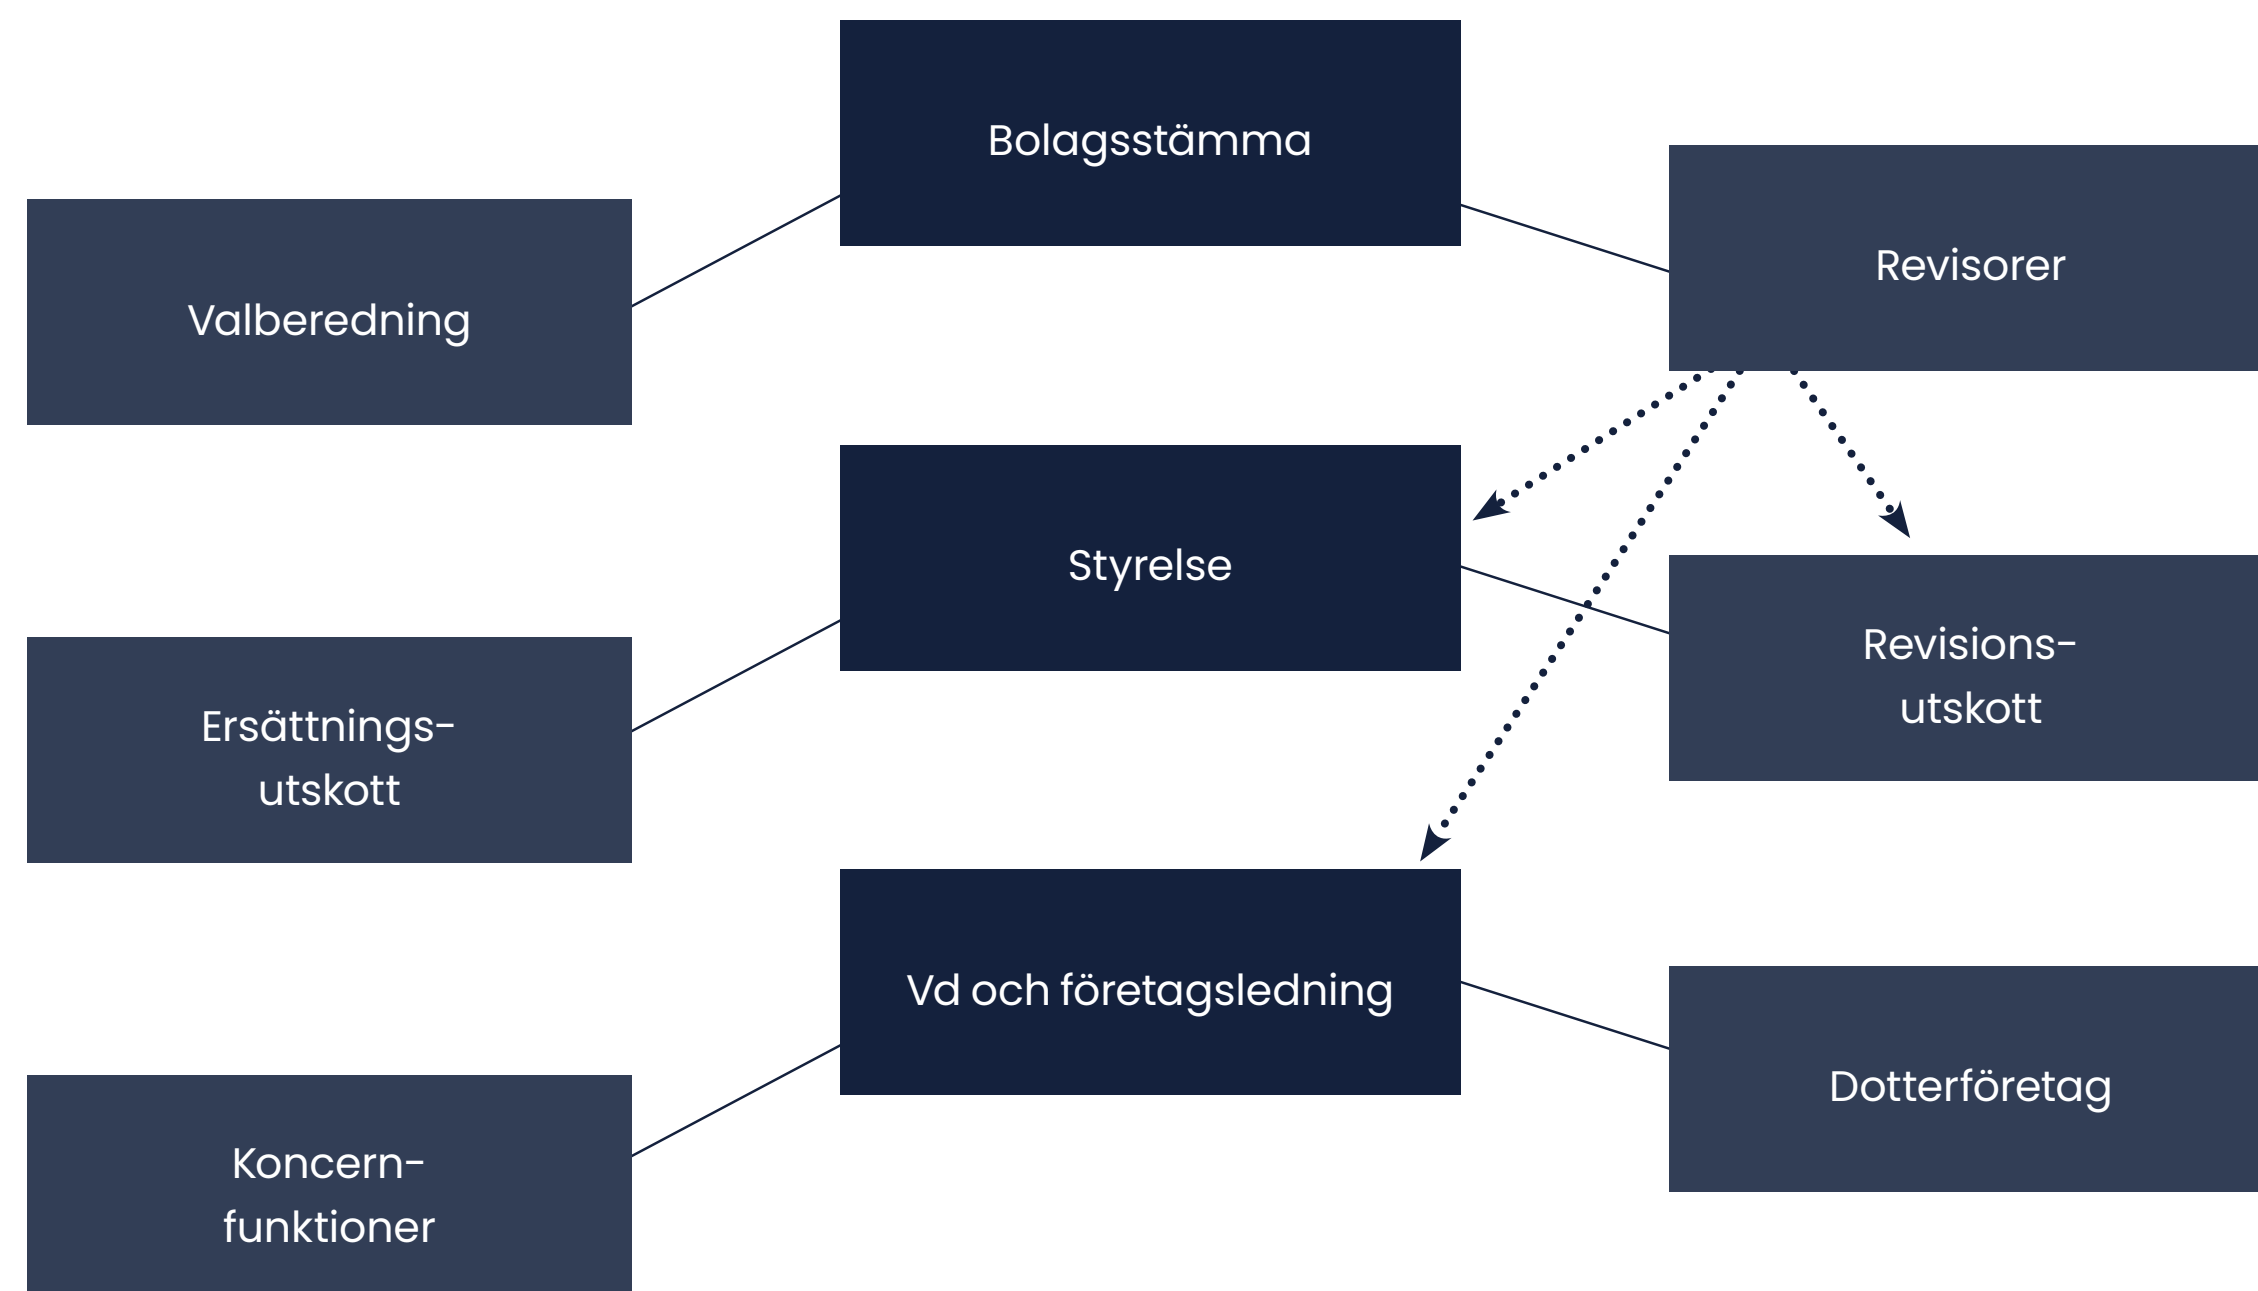 Bolagsstämma
Revisorer
Valberedning
Styrelse
Revisions-
utskott
Ersättnings-
utskott
Vd och företagsledning
Dotterföretag
Koncern-
funktioner